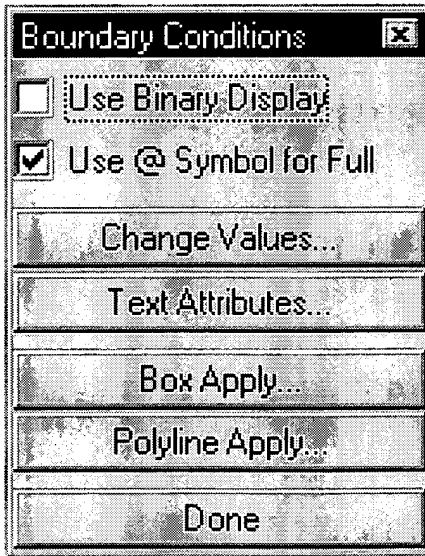 Boundary Conditions
Use Binary Display
Use @ Symbol for Full
Change Values...
Text Attributes...
Box Apply...
Polyline Apply...
Done